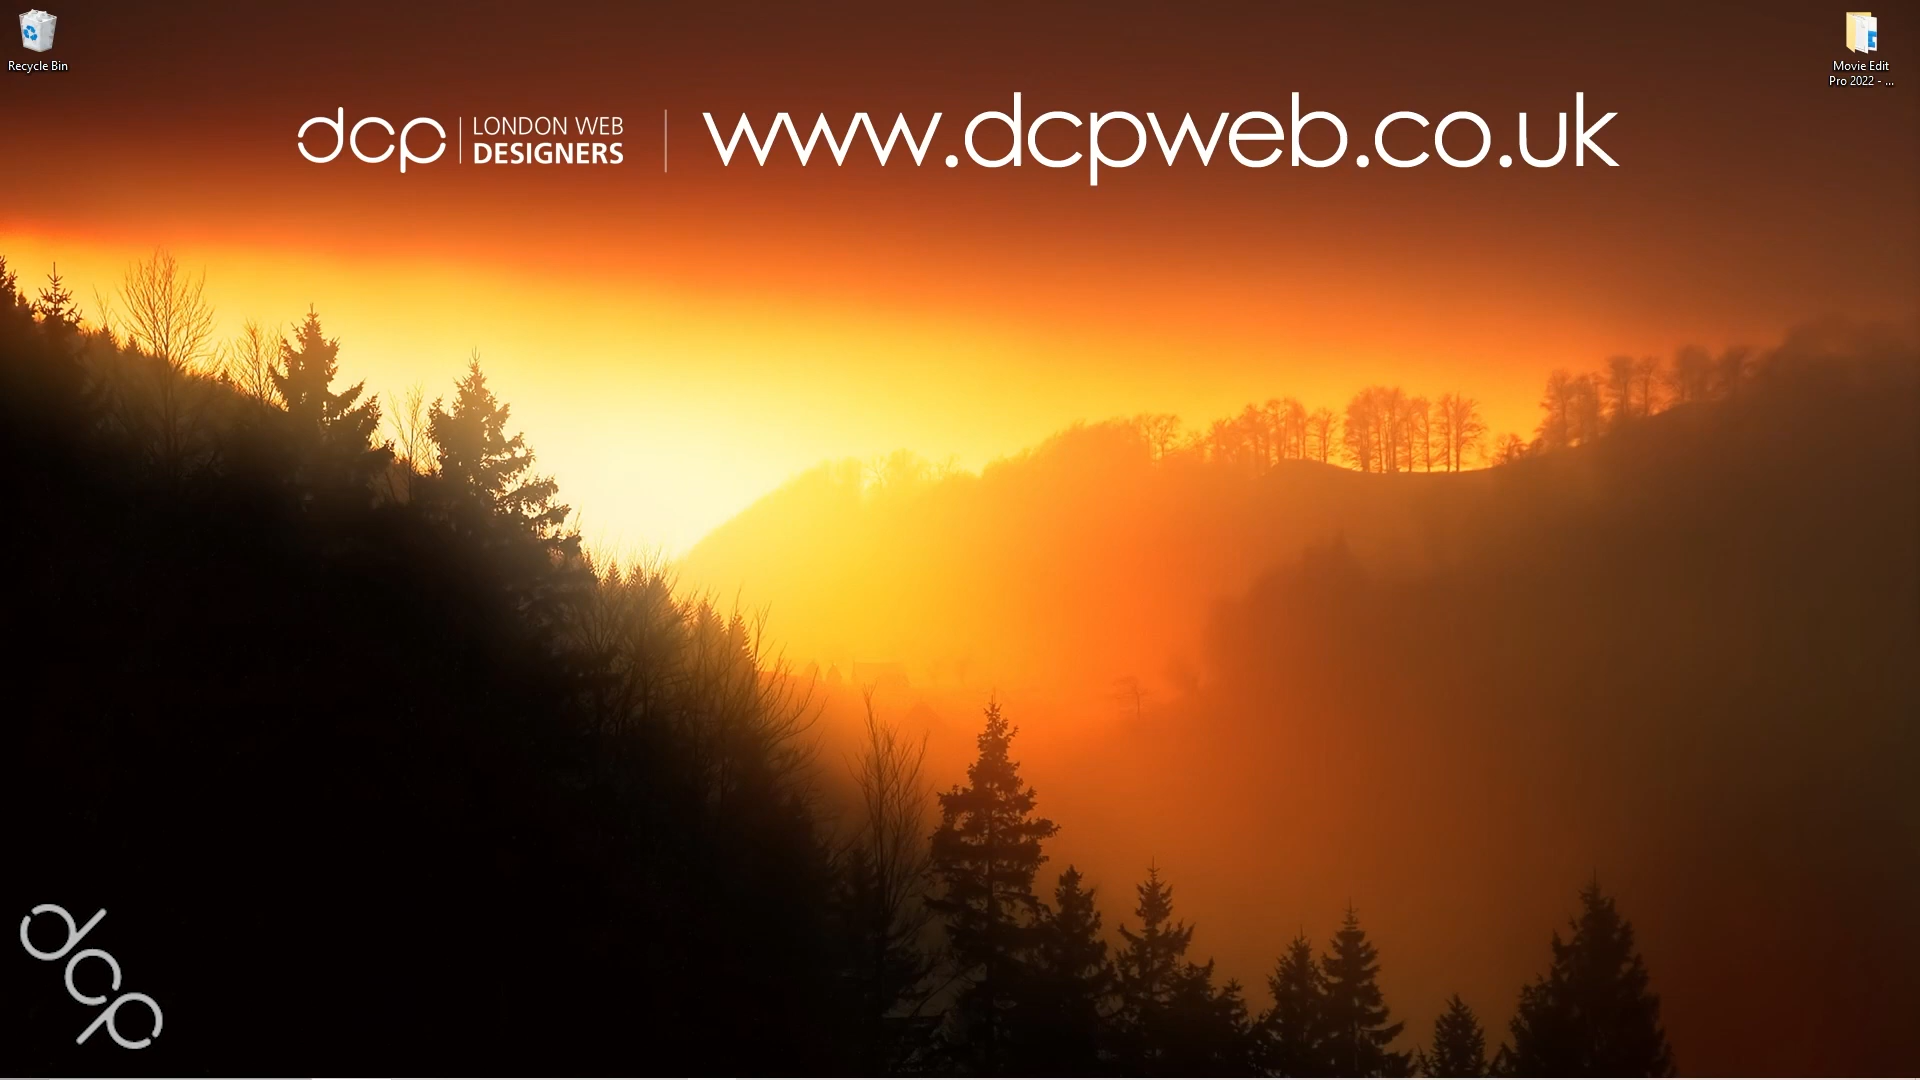 Recycle Bin
Movie Edit
Pro 2022 - ...
dcp
LONDON WEB
DESIGNERS
www.dcpweb.co.uk
dcp